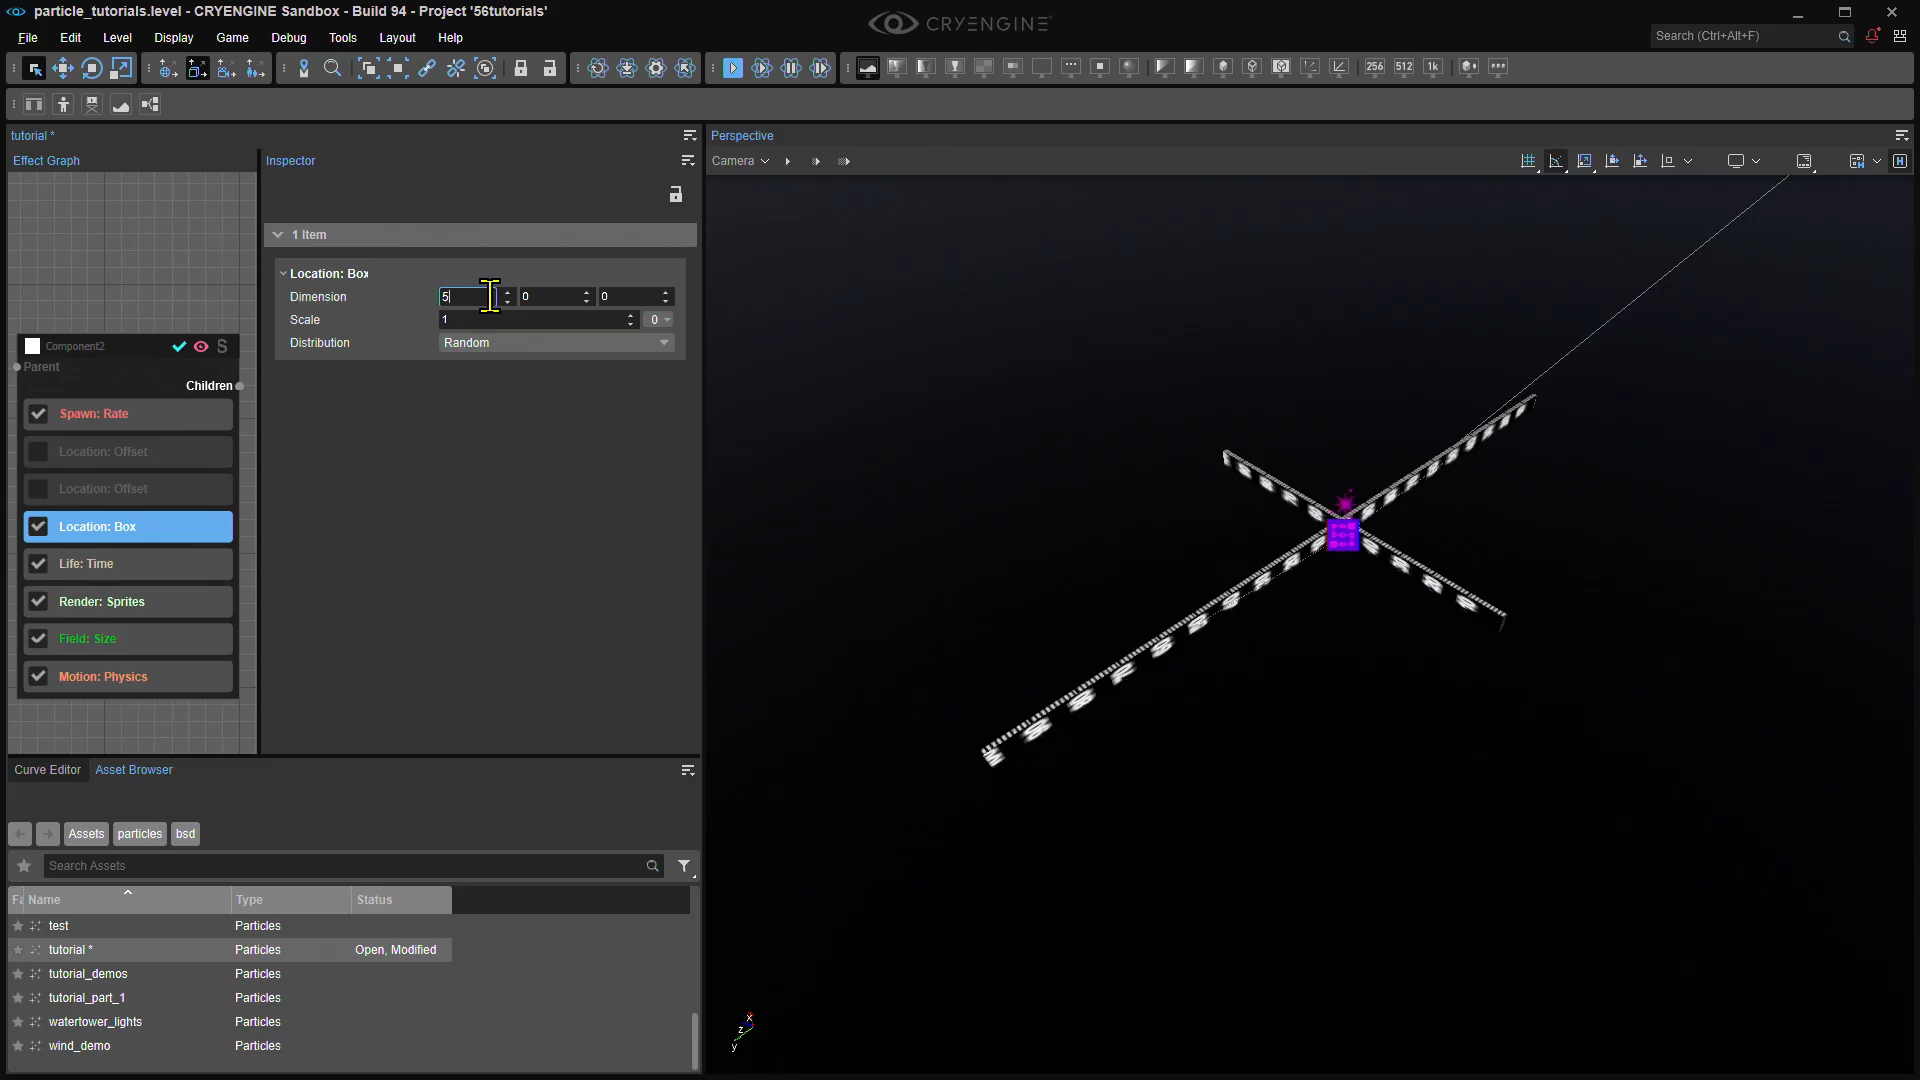 particle_tutorials.level - CRYENGINE Sandbox - Build 94 - Project '56tutorials'
CRYENGINE
File Edit Level Display Game Debug Tools Layout Help
Search (Ctrl+Alt+F)
256 512 1k
tutorial *
Perspective
Effect Graph
Inspector
Camera
1 Item
Location: Box
Dimension 5 0 0
Scale 1 0
Distribution Random
Component2 S
Parent
Children
Spawn: Rate
Location: Offset
Location: Offset
Location: Box
Life: Time
Render: Sprites
Field: Size
Motion: Physics
Curve Editor Asset Browser
Assets particles bsd
Search Assets
Name Type Status
test Particles
tutorial * Particles Open, Modified
tutorial_demos Particles
tutorial_part_1 Particles
watertower_lights Particles
wind_demo Particles
x
z
y